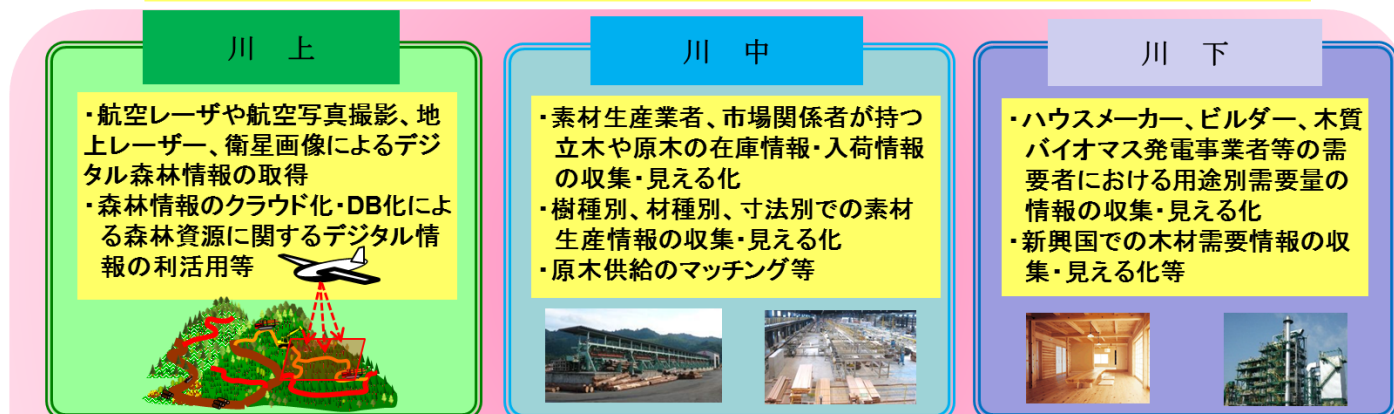 川 上
・航空レーザや航空写真撮影、地
上レーザー、衛星画像によるデジ
タル森林情報の取得
・森林情報のクラウド化・DB化によ
る森林資源に関するデジタル情
報の利活用等
川 中
・素材生産業者、市場関係者が持つ
立木や原木の在庫情報・入荷情報
の収集・見える化
・樹種別、材種別、寸法別での素材
生産情報の収集・見える化
・原木供給のマッチング等
川 下
・ハウスメーカー、ビルダー、木質
バイオマス発電事業者等の需
要者における用途別需要量の
情報の収集・見える化
・新興国での木材需要情報の収
集・見える化等